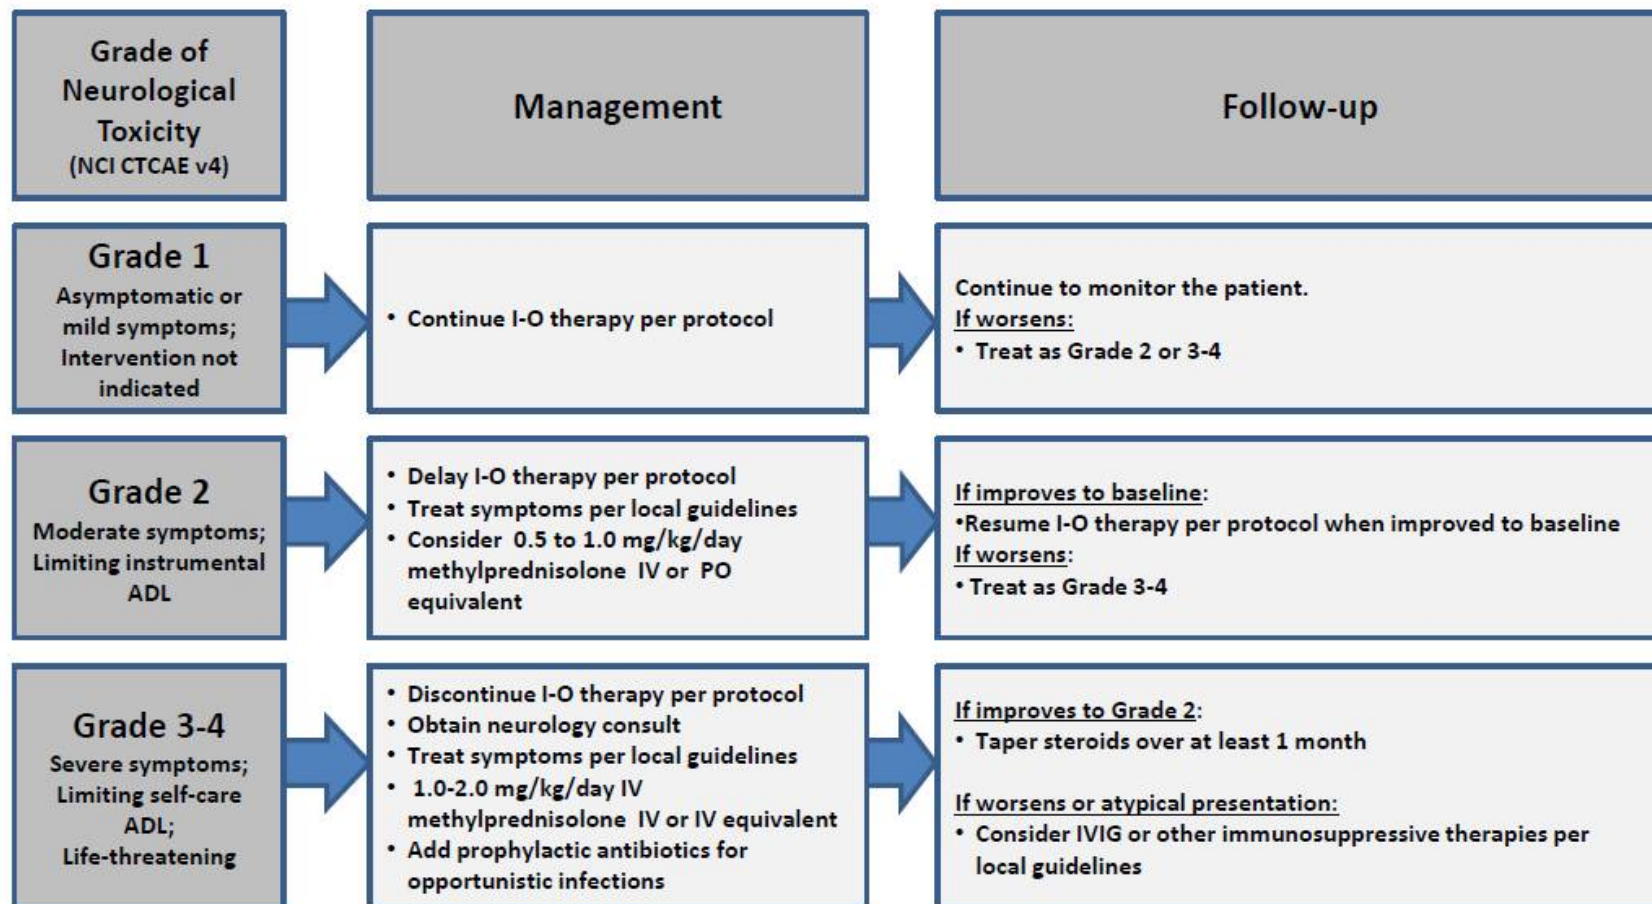 Grade of
Neurological
Toxicity
(NCI CTCAE v4)
Management
Follow-up
Grade 1
Asymptomatic or
mild symptoms;
Intervention not
indicated
• Continue I-O therapy per protocol
Continue to monitor the patient.
If worsens:
• Treat as Grade 2 or 3-4
Grade 2
Moderate symptoms;
Limiting instrumental
ADL
• Delay I-O therapy per protocol
• Treat symptoms per local guidelines
• Consider 0.5 to 1.0 mg/kg/day
methylprednisolone IV or PO
equivalent
If improves to baseline:
•Resume I-O therapy per protocol when improved to baseline
If worsens:
• Treat as Grade 3-4
Grade 3-4
Severe symptoms;
Limiting self-care
ADL;
Life-threatening
• Discontinue I-O therapy per protocol
• Obtain neurology consult
• Treat symptoms per local guidelines
• 1.0-2.0 mg/kg/day IV
methylprednisolone IV or IV equivalent
• Add prophylactic antibiotics for
opportunistic infections
If improves to Grade 2:
• Taper steroids over at least 1 month
If worsens or atypical presentation:
• Consider IVIG or other immunosuppressive therapies per
local guidelines